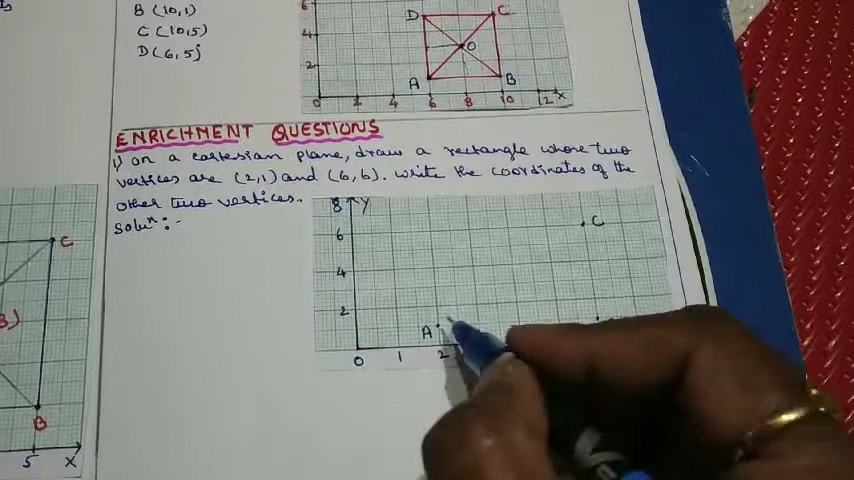 B (10,1)
C (10,5)
D (6,5)
6
4
2
0
2
4
6
8
10
12
x
D
C
O
A
B
ENRICHMENT QUESTIONS
1) on a cartesian plane, draw a rectangle whose two
vertices are (2,1) and (6,6). write the coordinates of the
other two vertices.
Soluⁿ :-
8
y
6
4
2
0
1
2
A
C
C
B)
B
5
X